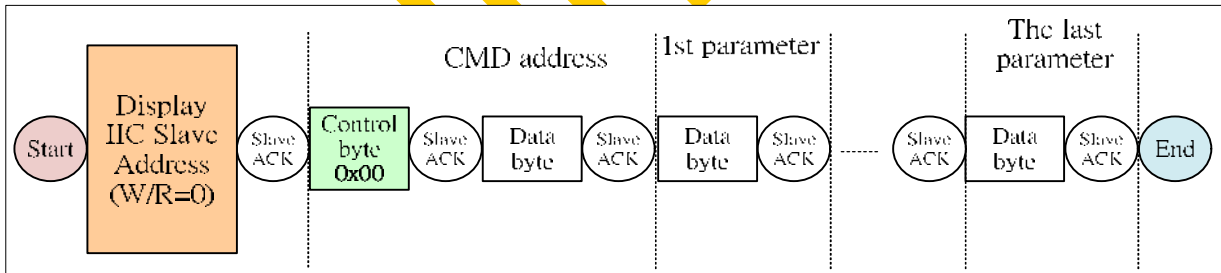 CMD address
1st parameter
The last
parameter
Start
Display
IIC Slave
Address
(W/R=0)
Slave
ACK
Control
byte
0x00
Slave
ACK
Data
byte
Slave
ACK
Data
byte
Slave
ACK
Slave
ACK
Data
byte
Slave
ACK
End